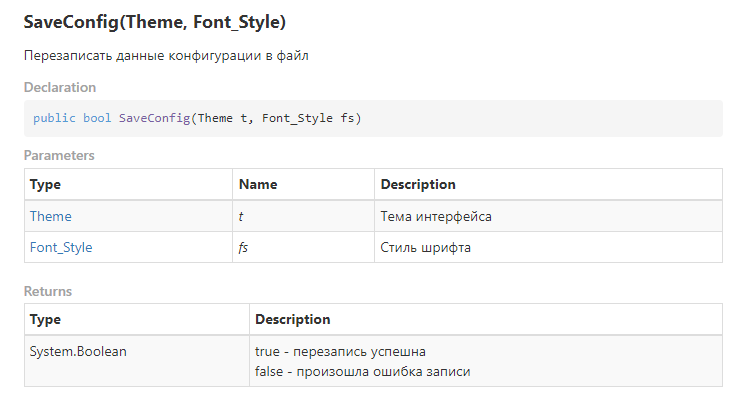 SaveConfig(Theme, Font_Style)
Перезаписать данные конфигурации в файл
Declaration
public bool SaveConfig(Theme t, Font_Style fs)
Parameters
Type Name Description
Theme t Тема интерфейса
Font_Style fs Стиль шрифта
Returns
Type Description
System.Boolean true - перезапись успешна
false - произошла ошибка записи